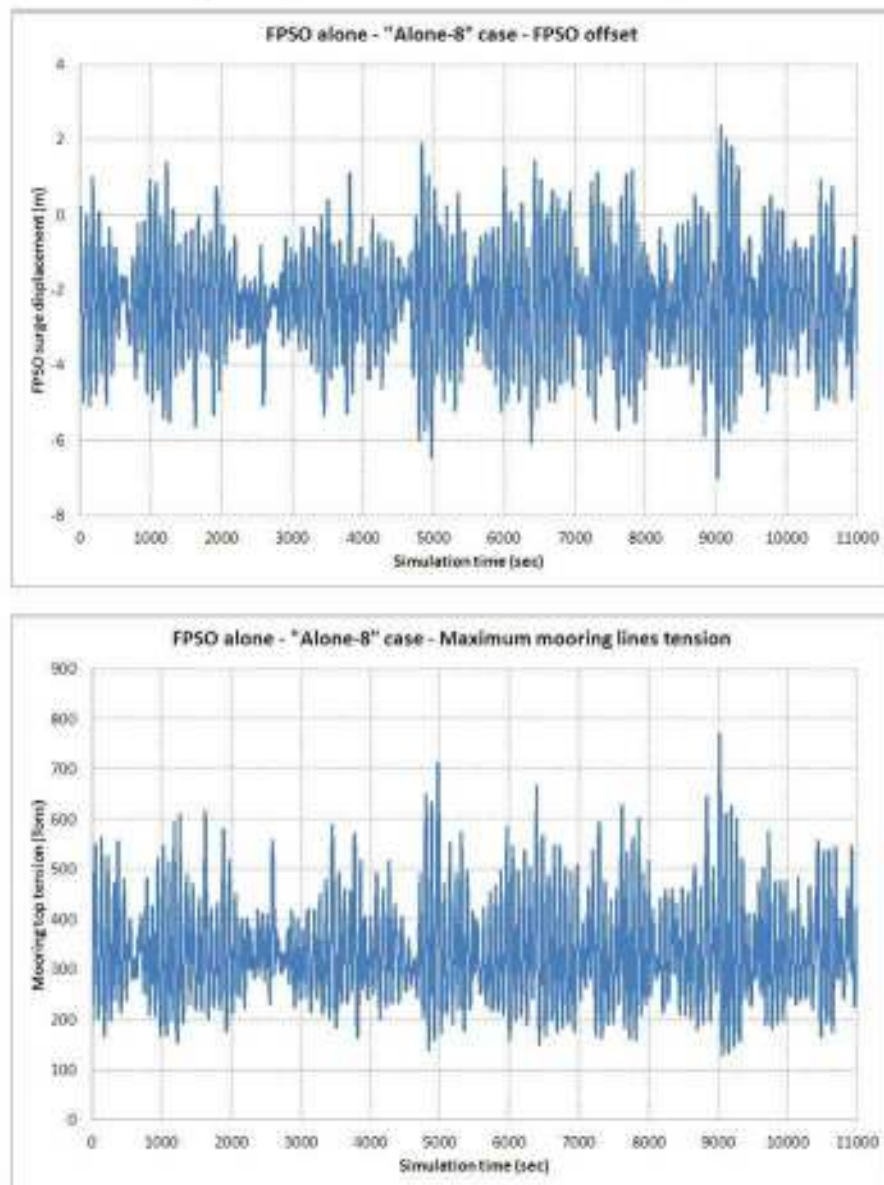 FPSO alone - "Alone-8" case - FPSO offset
FPSO surge displacement (m)
4
2
0
-2
-4
-6
-8
0 1000 2000 3000 4000 5000 6000 7000 8000 9000 10000 11000
Simulation time (sec)
FPSO alone - "Alone-8" case - Maximum mooring lines tension
Mooring top tension (Tons)
900
800
700
600
500
400
300
200
100
0
0 1000 2000 3000 4000 5000 6000 7000 8000 9000 10000 11000
Simulation time (sec)